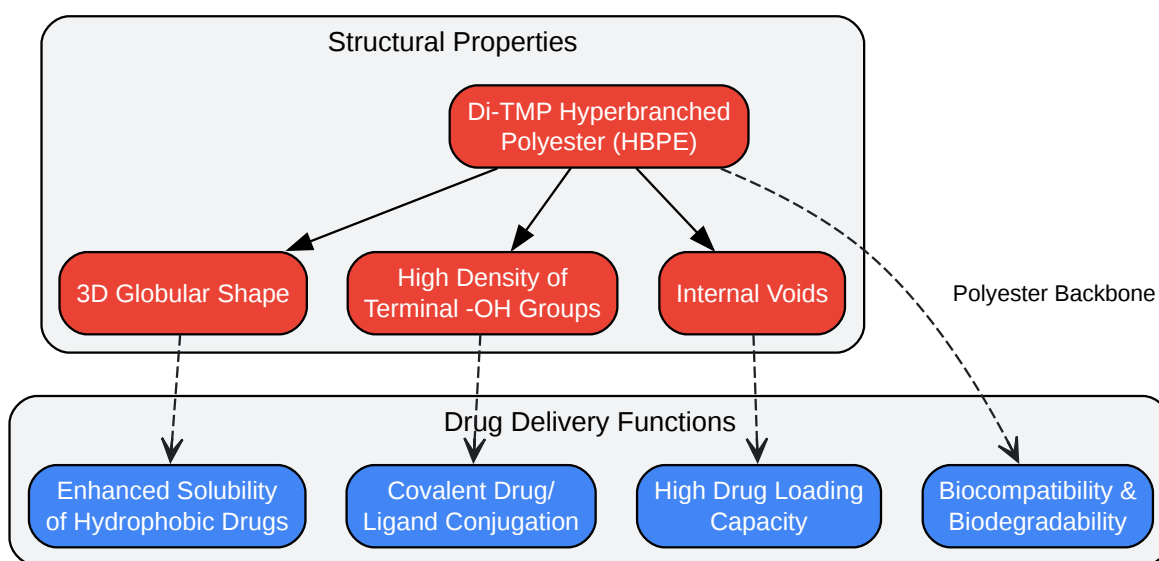 Structural Properties
Di-TMP Hyperbranched
Polyester (HBPE)
3D Globular Shape
High Density of
Terminal -OH Groups
Internal Voids
Polyester Backbone
Drug Delivery Functions
Enhanced Solubility
of Hydrophobic Drugs
Covalent Drug/
Ligand Conjugation
High Drug Loading
Capacity
Biocompatibility &
Biodegradability